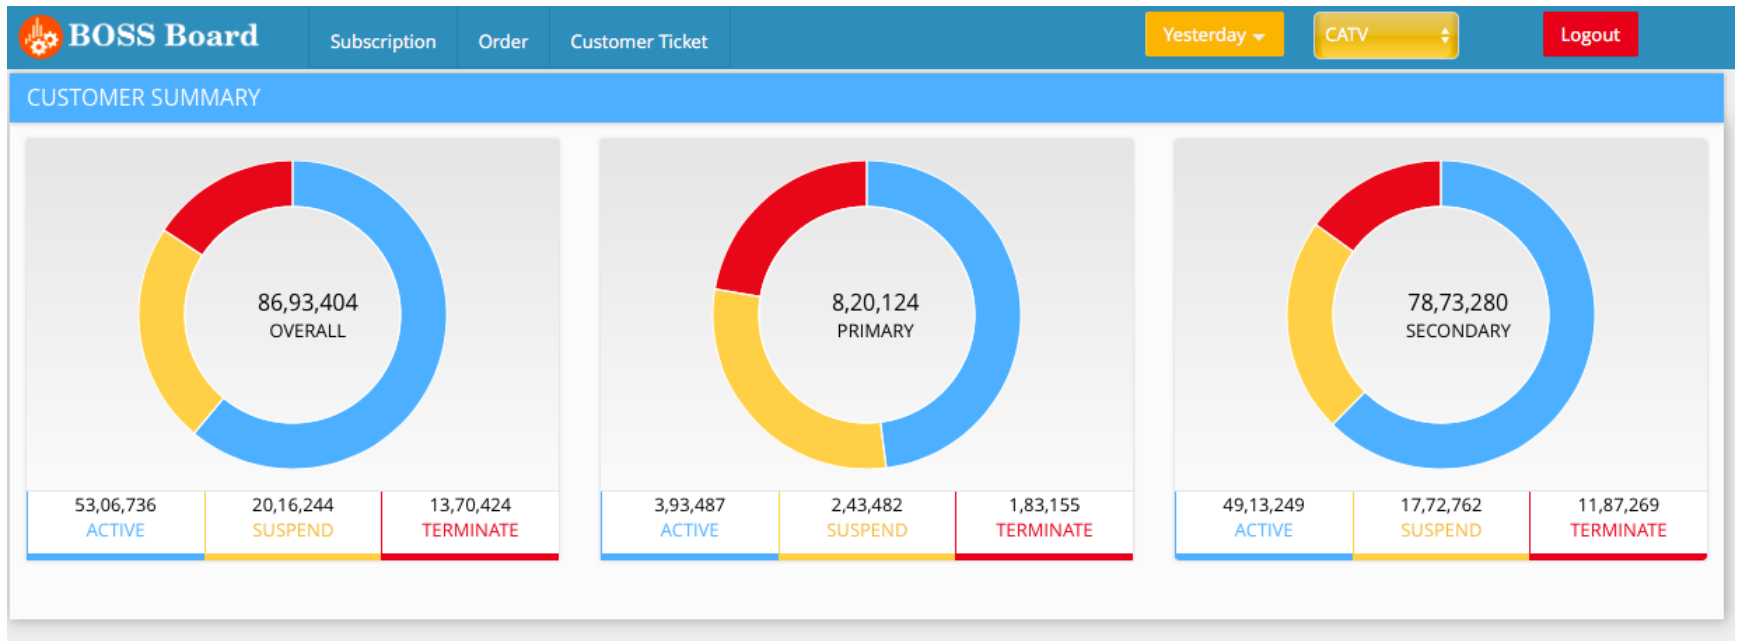 BOSS Board
Subscription Order Customer Ticket
Yesterday
CATV
Logout
CUSTOMER SUMMARY
86,93,404
OVERALL
53,06,736
ACTIVE
20,16,244
SUSPEND
13,70,424
TERMINATE
8,20,124
PRIMARY
3,93,487
ACTIVE
2,43,482
SUSPEND
1,83,155
TERMINATE
78,73,280
SECONDARY
49,13,249
ACTIVE
17,72,762
SUSPEND
11,87,269
TERMINATE